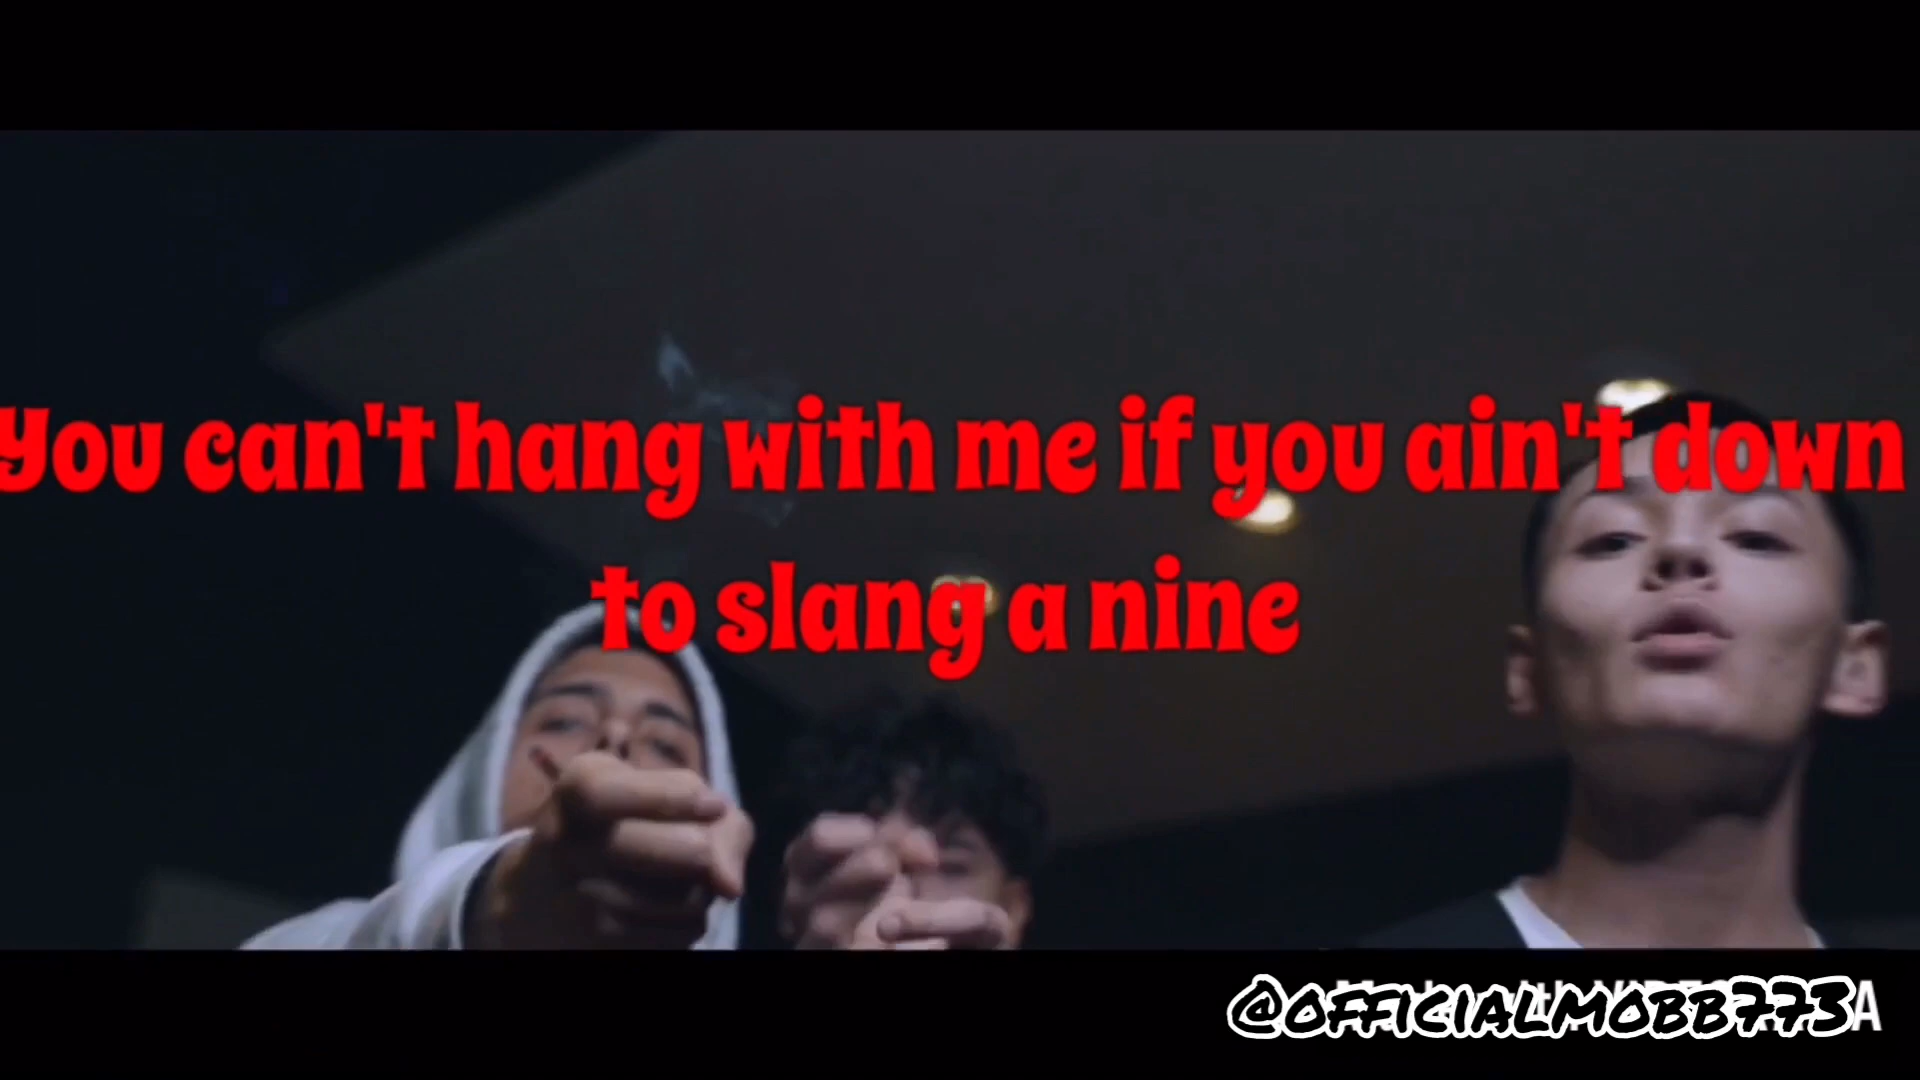 You can't hang with me if you ain't down
to slang a nine
@OFFICIALMOBB773